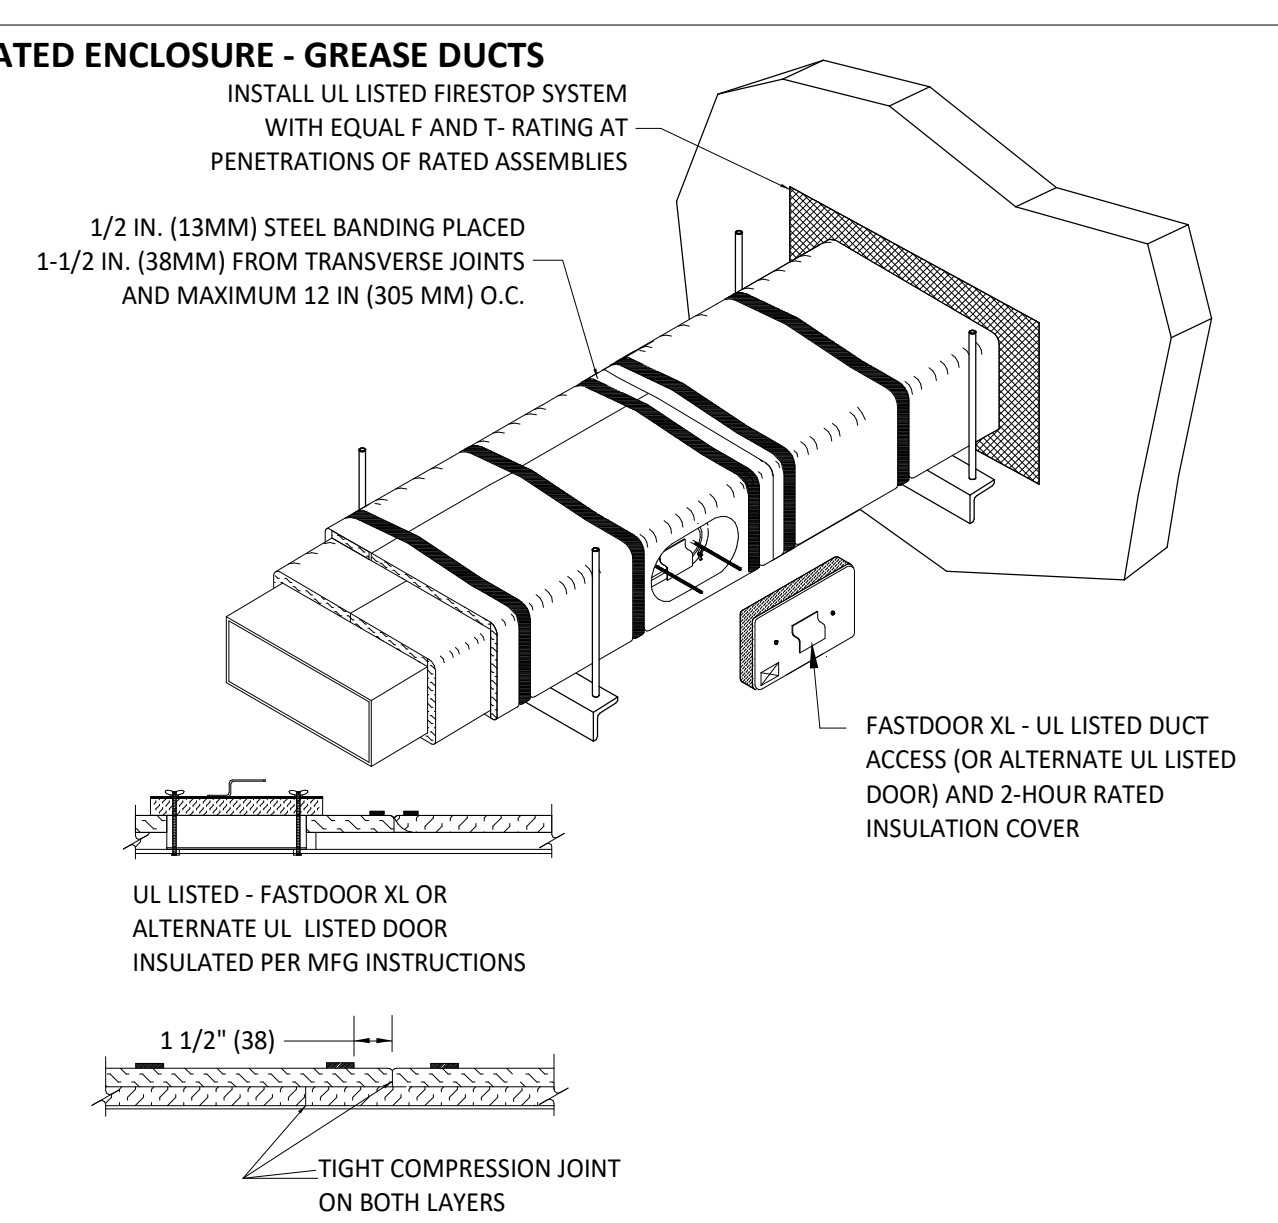 ATED ENCLOSURE - GREASE DUCTS
INSTALL UL LISTED FIRESTOP SYSTEM
WITH EQUAL F AND T- RATING AT
PENETRATIONS OF RATED ASSEMBLIES
1/2 IN. (13MM) STEEL BANDING PLACED
1-1/2 IN. (38MM) FROM TRANSVERSE JOINTS
AND MAXIMUM 12 IN (305 MM) O.C.
FASTDOOR XL - UL LISTED DUCT
ACCESS (OR ALTERNATE UL LISTED
DOOR) AND 2-HOUR RATED
INSULATION COVER
UL LISTED - FASTDOOR XL OR
ALTERNATE UL LISTED DOOR
INSULATED PER MFG INSTRUCTIONS
1 1/2" (38)
TIGHT COMPRESSION JOINT
ON BOTH LAYERS